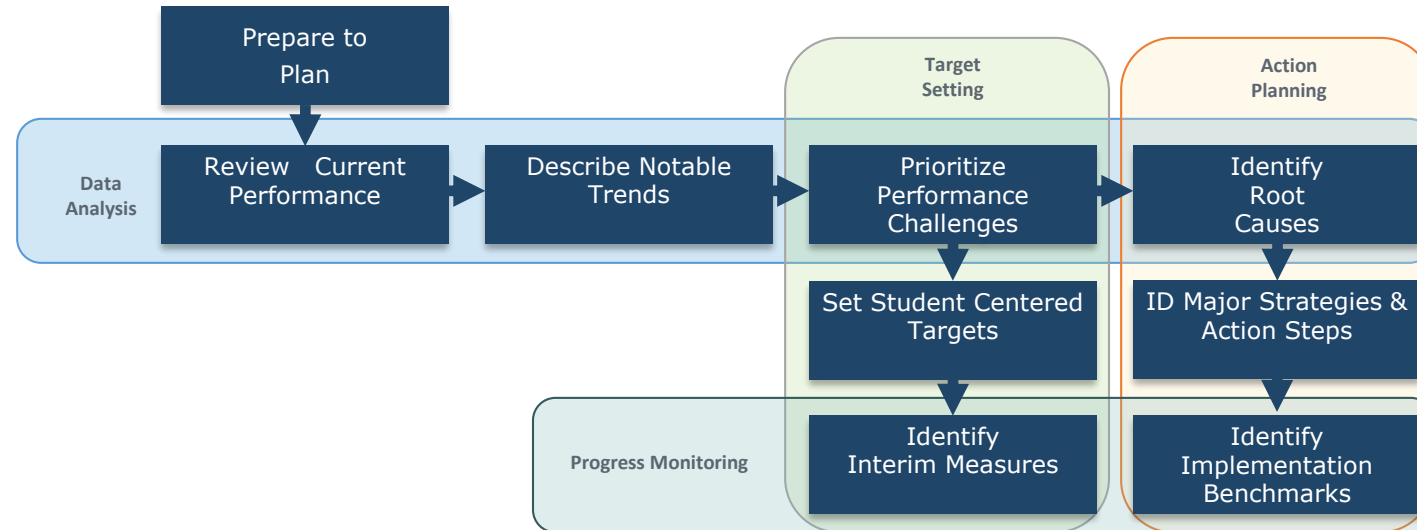 Prepare to
Plan
Target
Setting
Action
Planning
Data
Analysis
Review Current
Performance
Describe Notable
Trends
Prioritize
Performance
Challenges
Identify
Root
Causes
Set Student Centered
Targets
ID Major Strategies &
Action Steps
Progress Monitoring
Identify
Interim Measures
Identify
Implementation
Benchmarks